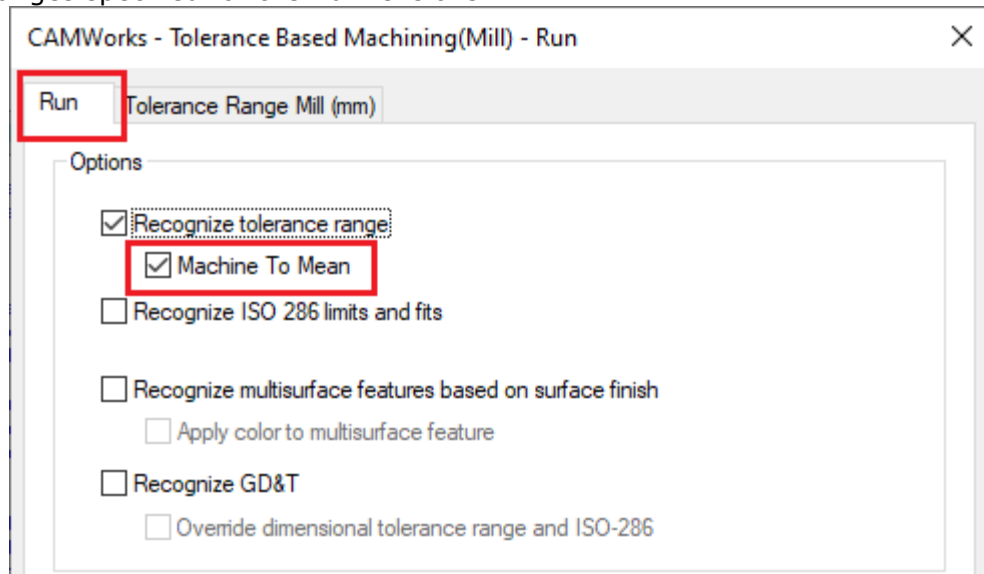 CAMWorks - Tolerance Based Machining(Mill) - Run
Run Tolerance Range Mill (mm)
Options
Recognize tolerance range
Machine To Mean
Recognize ISO 286 limits and fits
Recognize multisurface features based on surface finish
Apply color to multisurface feature
Recognize GD&T
Override dimensional tolerance range and ISO-286